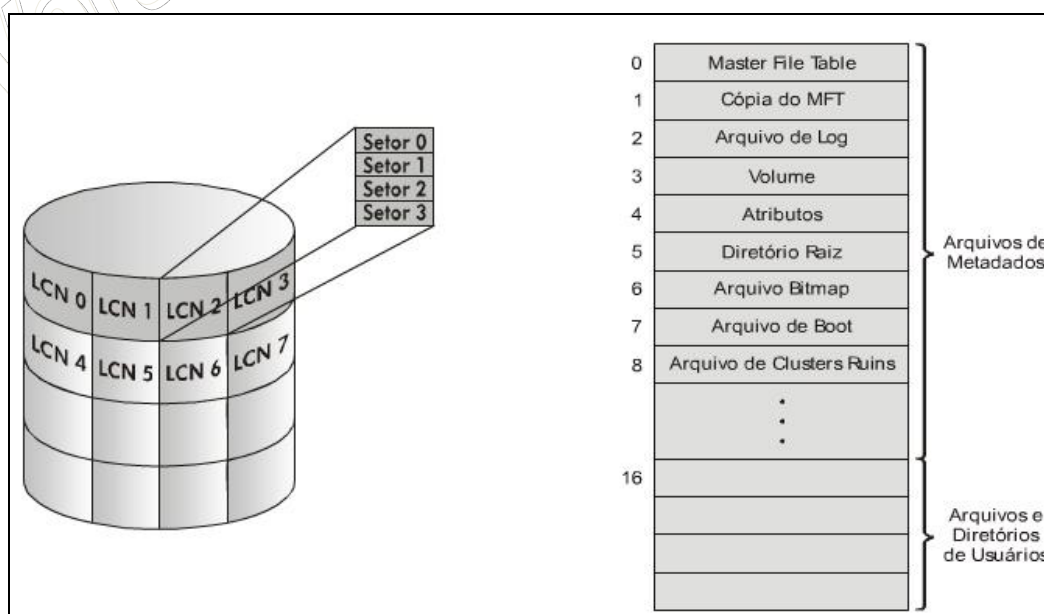 Setor 0
Setor 1
Setor 2
Setor 3
LCN 0 LCN 1 LCN 2 LCN 3
LCN 4 LCN 5 LCN 6 LCN 7
0 Master File Table
1 Cópia do MFT
2 Arquivo de Log
3 Volume
4 Atributos
5 Diretório Raiz
6 Arquivo Bitmap
7 Arquivo de Boot
8 Arquivo de Clusters Ruins
16
Arquivos de
Metadados
Arquivos e
Diretórios
de Usuários